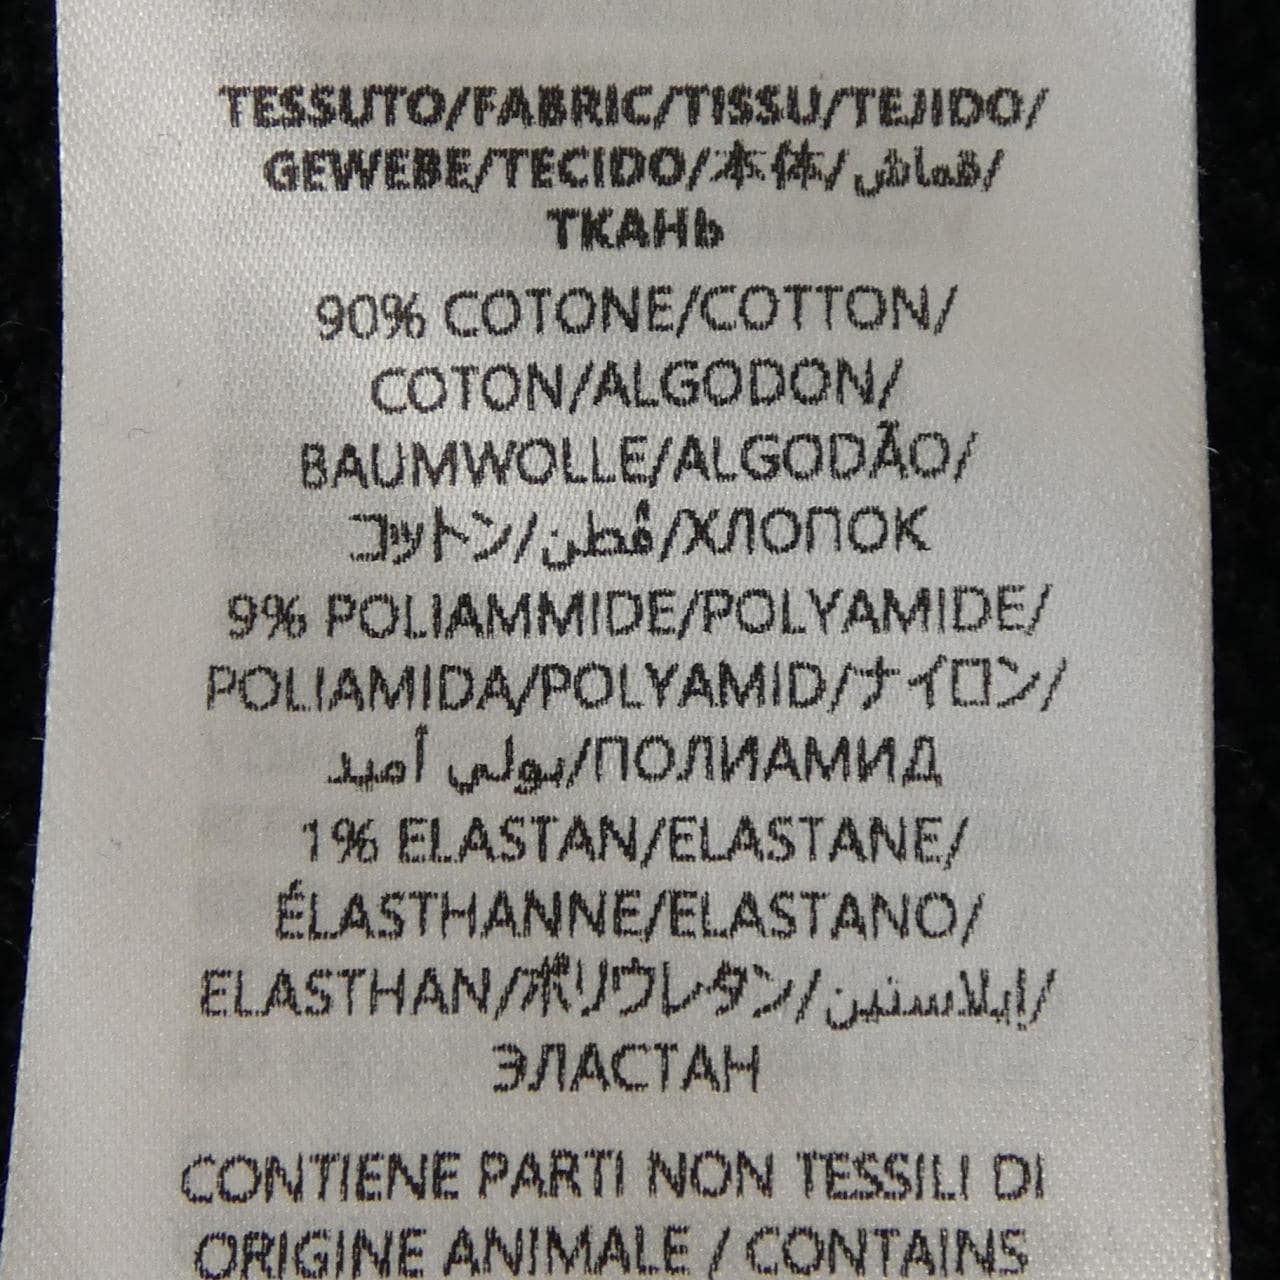 TESSUTO/FABRIC/TISSU/TEJIDO/
GEWEBE/TECIDO/本体/قماش/
ТКАНЬ
90% COTONE/COTTON/
COTON/ALGODON/
BAUMWOLLE/ALGODÃO/
コットン/قُطن/ХЛОПОК
9% POLIAMMIDE/POLYAMIDE/
POLIAMIDA/POLYAMID/ナイロン/
بولي أميد/ПОЛИАМИД
1% ELASTAN/ELASTANE/
ÉLASTHANNE/ELASTANO/
ELASTHAN/ポリウレタン/إيلاستين/
ЭЛАСТАН
CONTIENE PARTI NON TESSILI DI
ORIGINE ANIMALE / CONTAINS